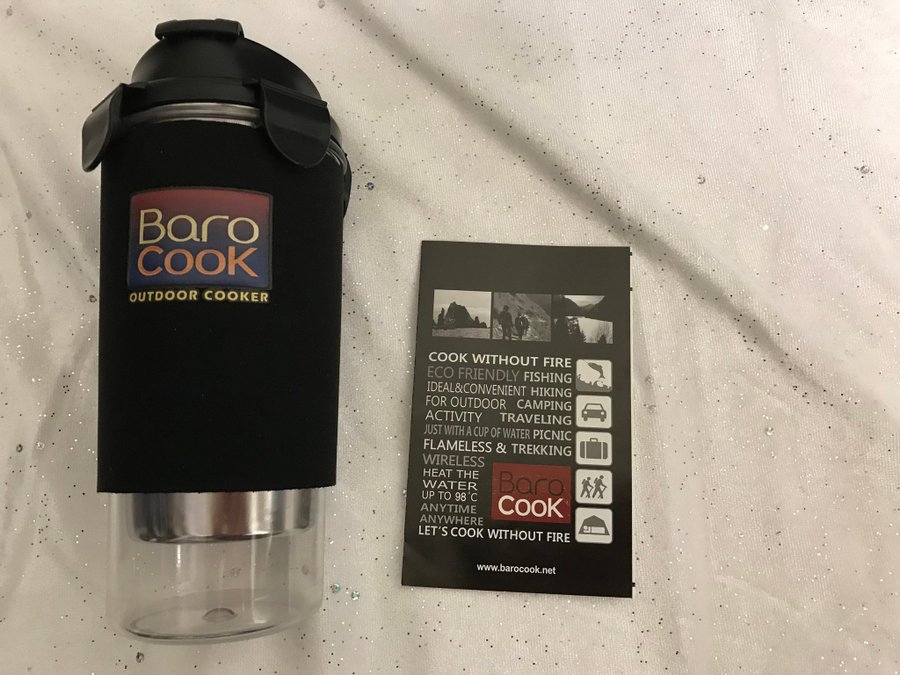 Baro
COOK
OUTDOOR COOKER
COOK WITHOUT FIRE
ECO FRIENDLY FISHING
IDEAL&CONVENIENT HIKING
FOR OUTDOOR CAMPING
ACTIVITY TRAVELING
JUST WITH A CUP OF WATER PICNIC
FLAMELESS & TREKKING
WIRELESS
HEAT THE
WATER
UP TO 98°C
ANYTIME
ANYWHERE
Baro
COOK
LET'S COOK WITHOUT FIRE
www.barocook.net